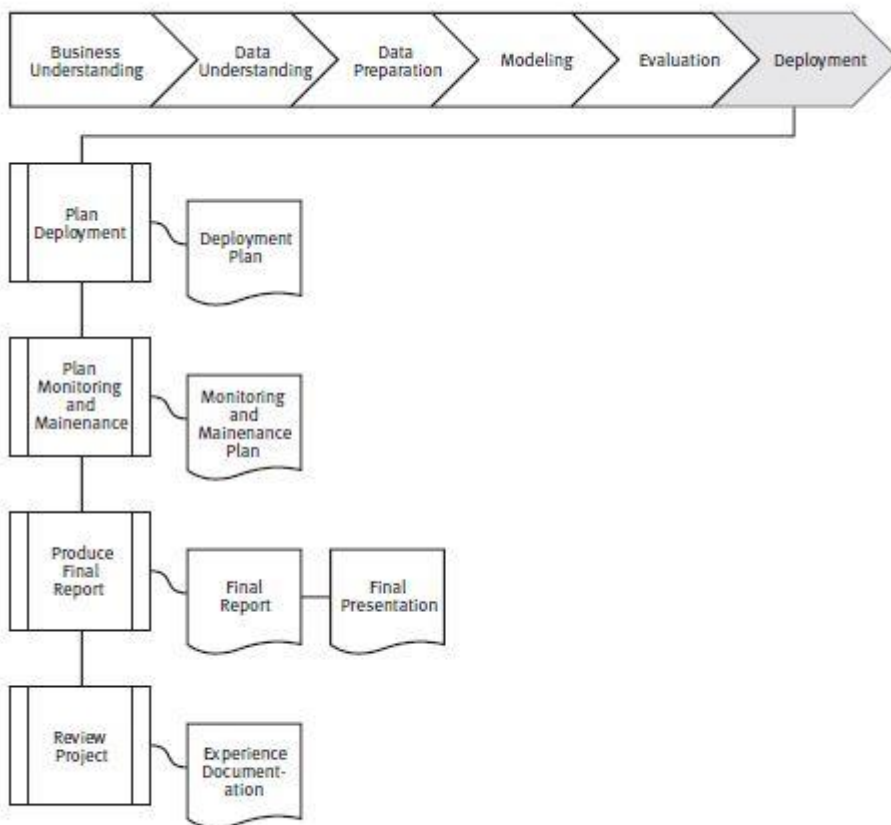 Business
Understanding
Data
Understanding
Data
Preparation
Modeling
Evaluation
Deployment
Plan
Deployment
Deployment
Plan
Plan
Monitoring
and
Mainenance
Monitoring
and
Mainenance
Plan
Produce
Final
Report
Final
Report
Final
Presentation
Review
Project
Experience
Document-
ation